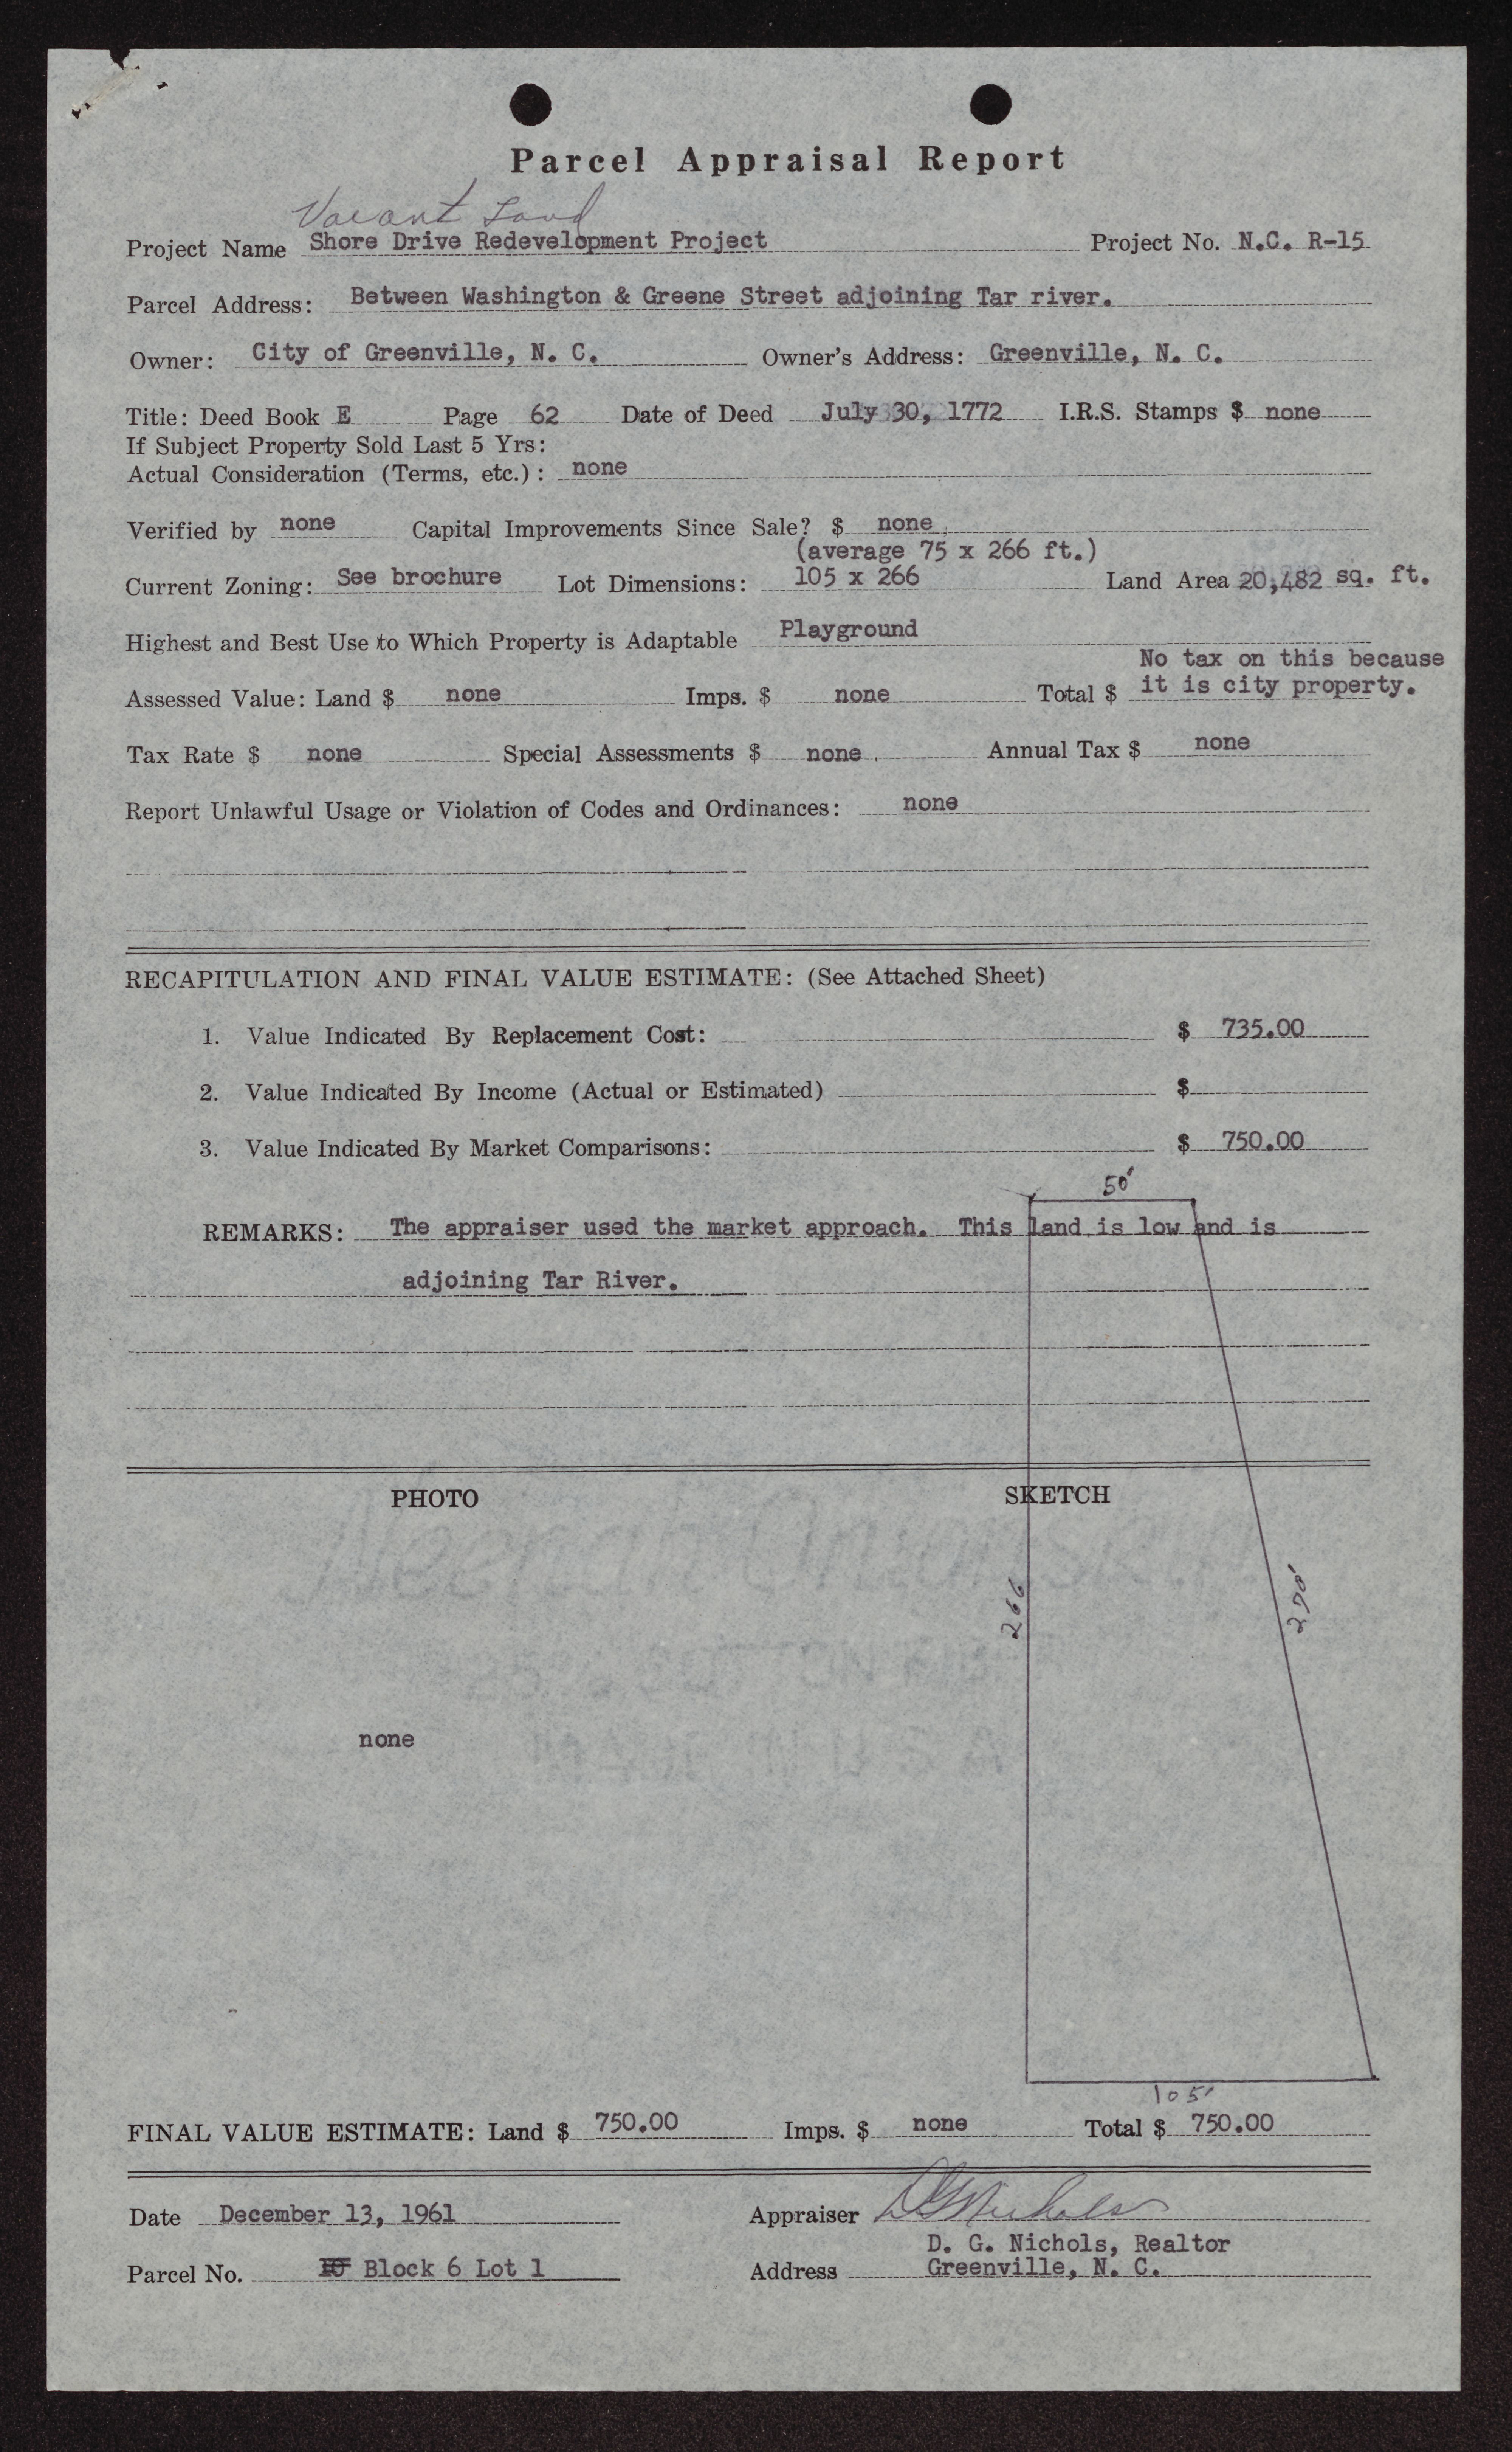 Parcel Appraisal Report
Vacant Land
Project Name Shore Drive Redevelopment Project Project No. N.C. R-15
Parcel Address: Between Washington & Greene Street adjoining Tar river.
Owner: City of Greenville, N. C. Owner's Address: Greenville, N. C.
Title: Deed Book E Page 62 Date of Deed July 30, 1772 I.R.S. Stamps $ none
If Subject Property Sold Last 5 Yrs:
Actual Consideration (Terms, etc.): none
Verified by none Capital Improvements Since Sale? $ none
(average 75 x 266 ft.)
Current Zoning: See brochure Lot Dimensions: 105 x 266 Land Area 20,482 sq. ft.
Highest and Best Use to Which Property is Adaptable Playground
No tax on this because
Assessed Value: Land $ none Imps. $ none Total $ it is city property.
Tax Rate $ none Special Assessments $ none Annual Tax $ none
Report Unlawful Usage or Violation of Codes and Ordinances: none
RECAPITULATION AND FINAL VALUE ESTIMATE: (See Attached Sheet)
1. Value Indicated By Replacement Cost: $ 735.00
2. Value Indicated By Income (Actual or Estimated) $
3. Value Indicated By Market Comparisons: $ 750.00
50'
REMARKS: The appraiser used the market approach. This land is low and is
adjoining Tar River.
PHOTO SKETCH
266
270'
none
105'
FINAL VALUE ESTIMATE: Land $ 750.00 Imps. $ none Total $ 750.00
Date December 13, 1961 Appraiser DGNichols
D. G. Nichols, Realtor
Parcel No. 10 Block 6 Lot 1 Address Greenville, N. C.